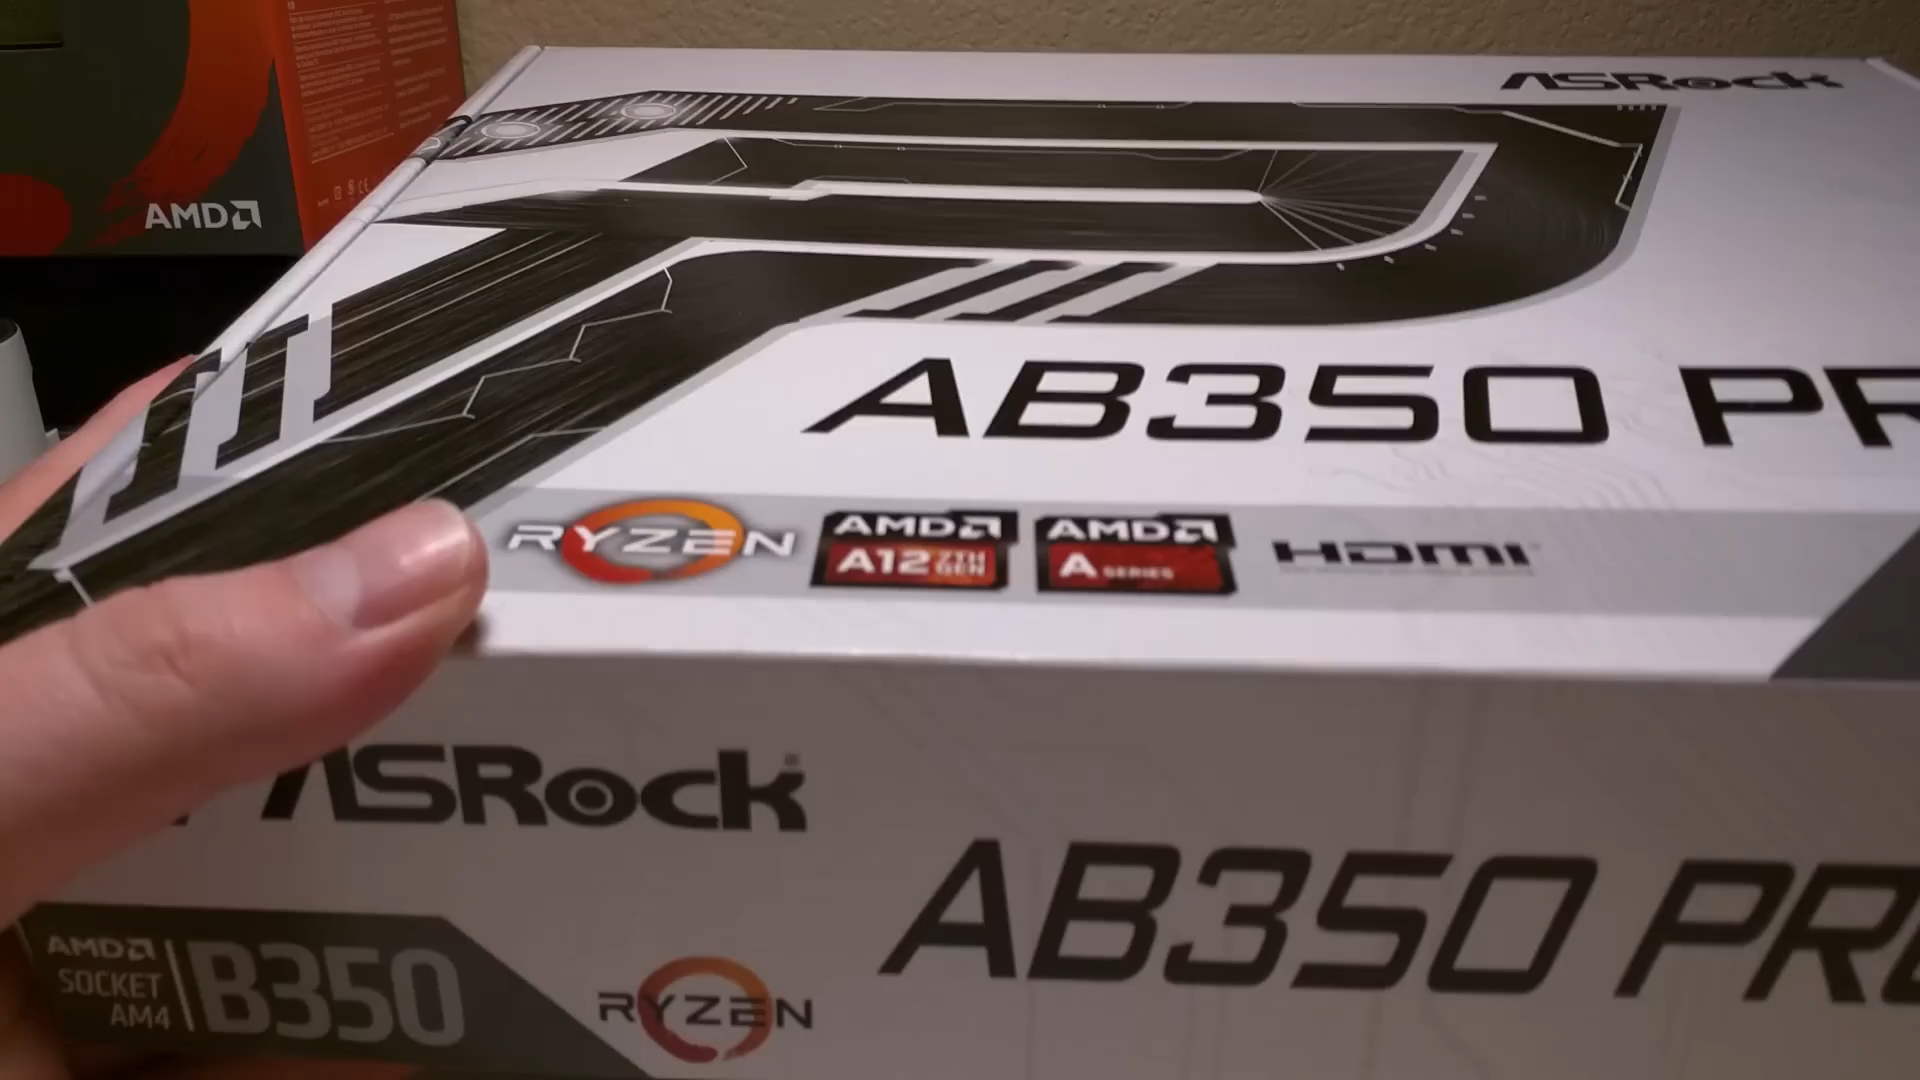 AMD
ASRock
AB350 PR
RYZEN
AMD
A12 7TH GEN
AMD
A SERIES
HDMI
ASRock®
AB350 PRO
AMD
SOCKET
AM4
B350
RYZEN